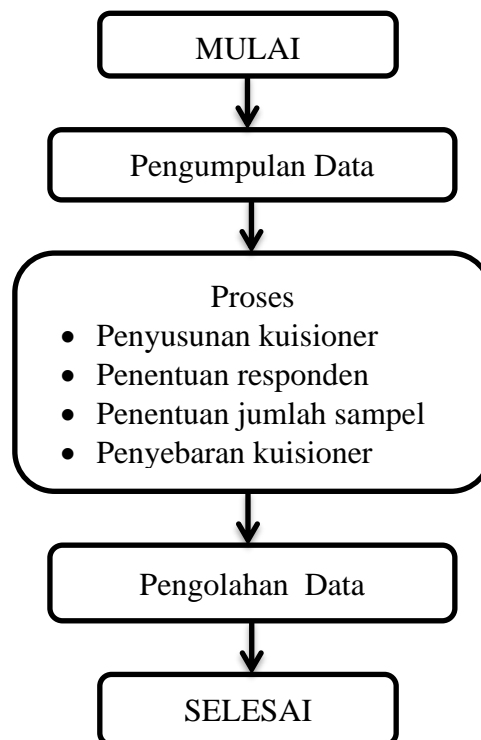 MULAI
Pengumpulan Data
Proses
• Penyusunan kuisioner
• Penentuan responden
• Penentuan jumlah sampel
• Penyebaran kuisioner
Pengolahan Data
SELESAI